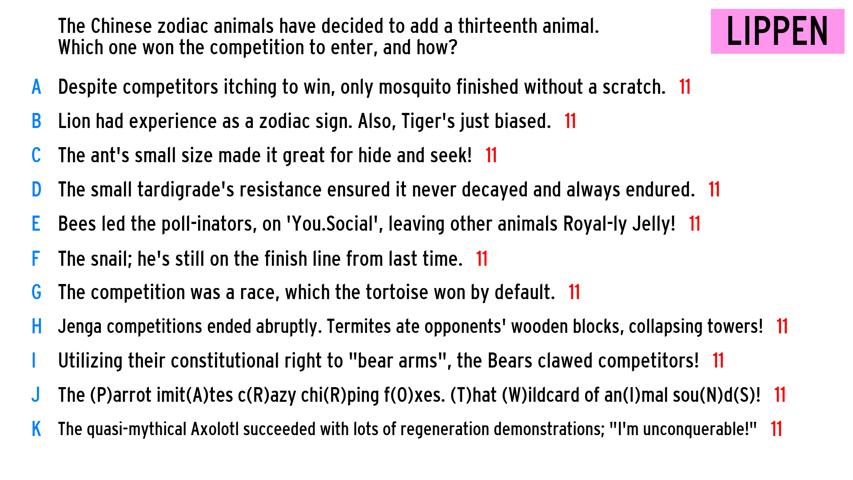 The Chinese zodiac animals have decided to add a thirteenth animal.
Which one won the competition to enter, and how?
LIPPEN
A Despite competitors itching to win, only mosquito finished without a scratch. 11
B Lion had experience as a zodiac sign. Also, Tiger's just biased. 11
C The ant's small size made it great for hide and seek! 11
D The small tardigrade's resistance ensured it never decayed and always endured. 11
E Bees led the poll-inators, on 'You.Social', leaving other animals Royal-ly Jelly! 11
F The snail; he's still on the finish line from last time. 11
G The competition was a race, which the tortoise won by default. 11
H Jenga competitions ended abruptly. Termites ate opponents' wooden blocks, collapsing towers! 11
I Utilizing their constitutional right to "bear arms", the Bears clawed competitors! 11
J The (P)arrot imit(A)tes c(R)azy chi(R)ping f(O)xes. (T)hat (W)ildcard of an(I)mal sou(N)d(S)! 11
K The quasi-mythical Axolotl succeeded with lots of regeneration demonstrations; "I'm unconquerable!" 11